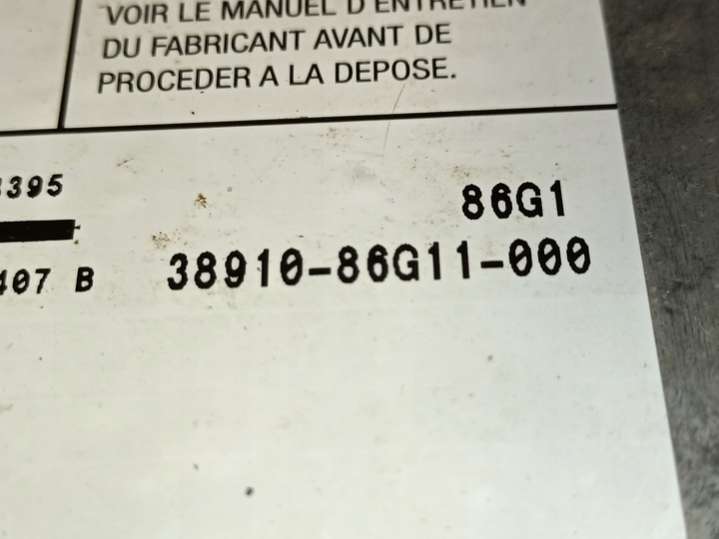 VOIR LE MANUEL D'ENTRETIEN
DU FABRICANT AVANT DE
PROCEDER A LA DEPOSE.
395
86G1
407 B
38910-86G11-000